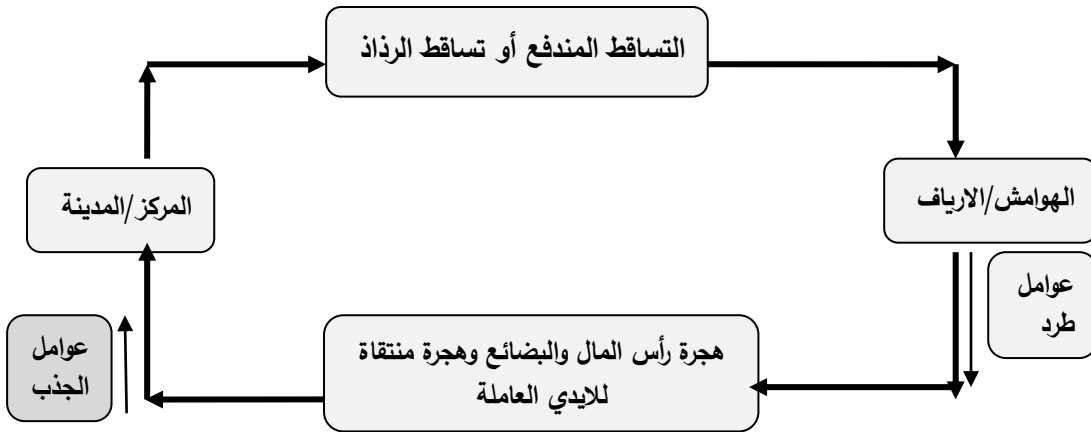 التساقط المندفع أو تساقط الرذاذ
الهوامش/الارياف
المركز/المدينة
عوامل
طرد
هجرة رأس المال والبضائع وهجرة منتقاة
للايدي العاملة
عوامل
الجذب